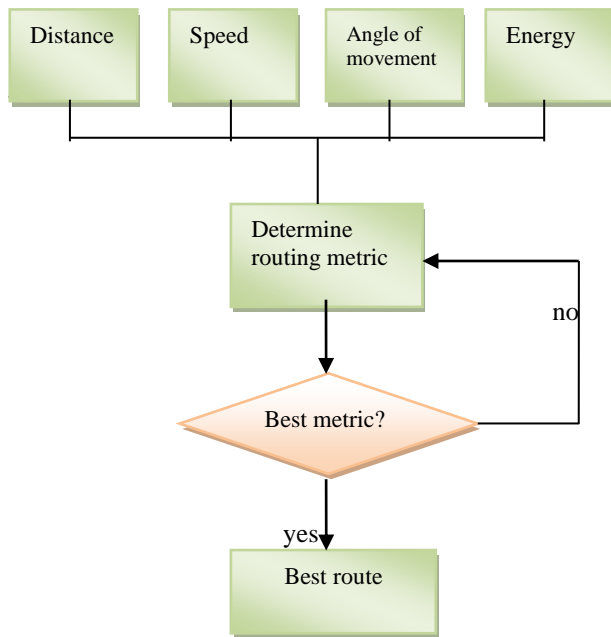 Distance
Speed
Angle of
movement
Energy
Determine
routing metric
no
Best metric?
yes
Best route